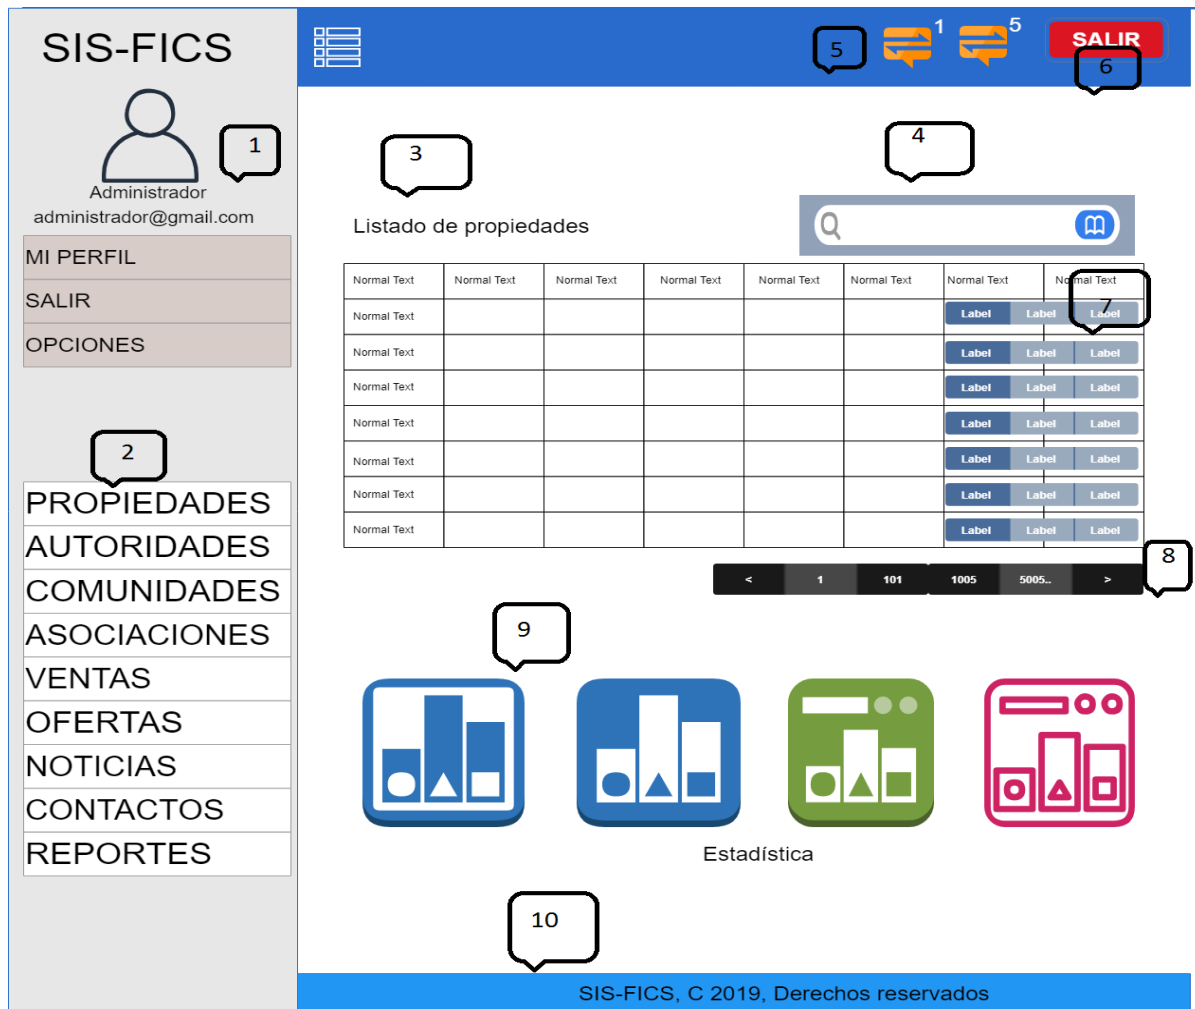 SIS-FICS
1
Administrador
administrador@gmail.com
MI PERFIL
SALIR
OPCIONES
2
PROPIEDADES
AUTORIDADES
COMUNIDADES
ASOCIACIONES
VENTAS
OFERTAS
NOTICIAS
CONTACTOS
REPORTES
5
1
5
SALIR
6
3
4
Listado de propiedades
Normal Text Normal Text Normal Text Normal Text Normal Text Normal Text Normal Text Normal Text
7
Normal Text Label Label Label
Normal Text Label Label Label
Normal Text Label Label Label
Normal Text Label Label Label
Normal Text Label Label Label
Normal Text Label Label Label
Normal Text Label Label Label
8
< 1 101 1005 5005.. >
9
Estadística
10
SIS-FICS, C 2019, Derechos reservados